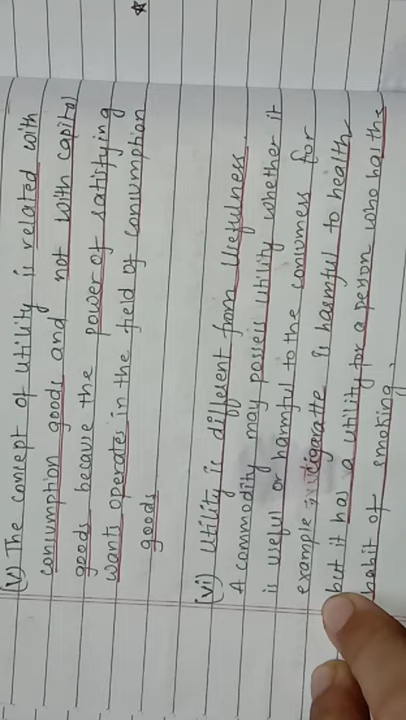 (v) The concept of utility is related with
consumption goods and not with capital
goods because the power of satisfying
wants operates in the field of consumption
goods
(vi) Utility is different from Usefulness.
A commodity may possess utility whether it
is useful or harmful to the consumers for
example cigaratte is harmful to health
but it has a utility for a person who has the
habit of smoking.